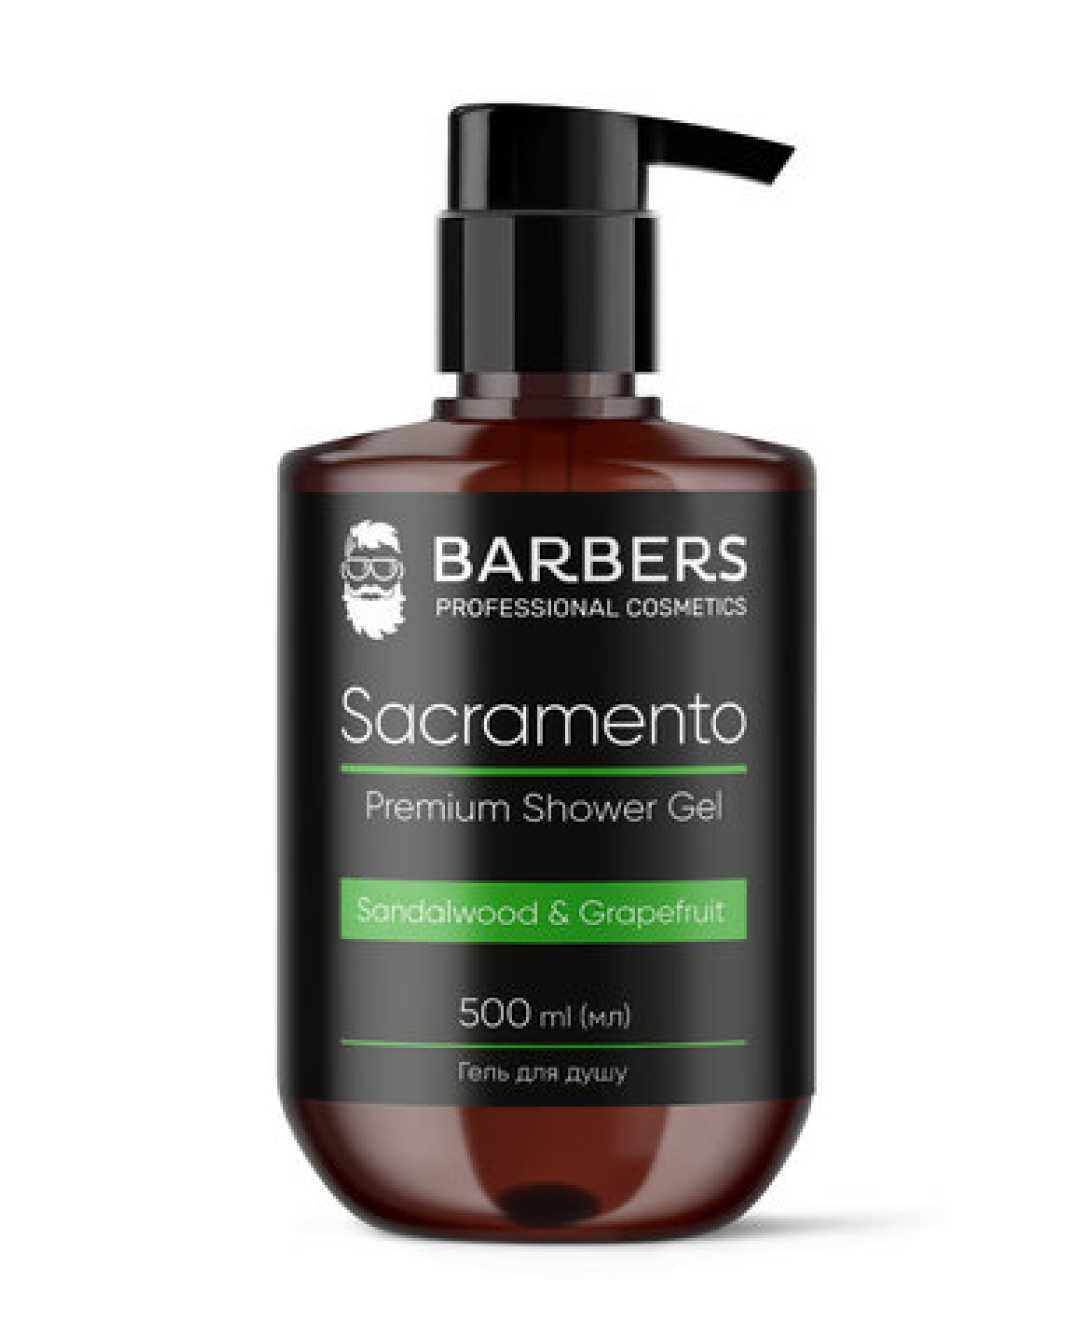 BARBERS
PROFESSIONAL COSMETICS
Sacramento
Premium Shower Gel
Sandalwood & Grapefruit
500 ml (мл)
Гель для душу